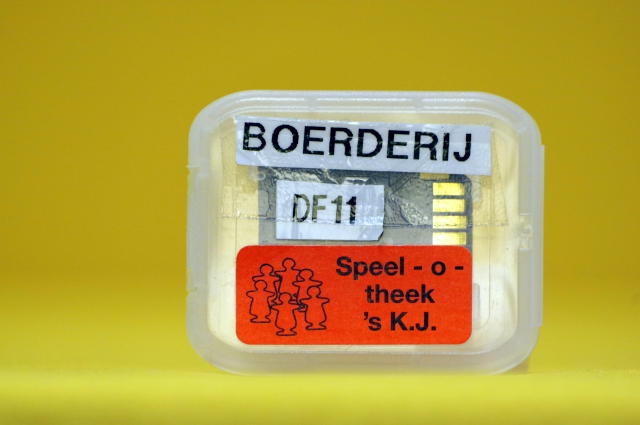 BOERDERIJ
DF11
Speel - o -
theek
's K.J.